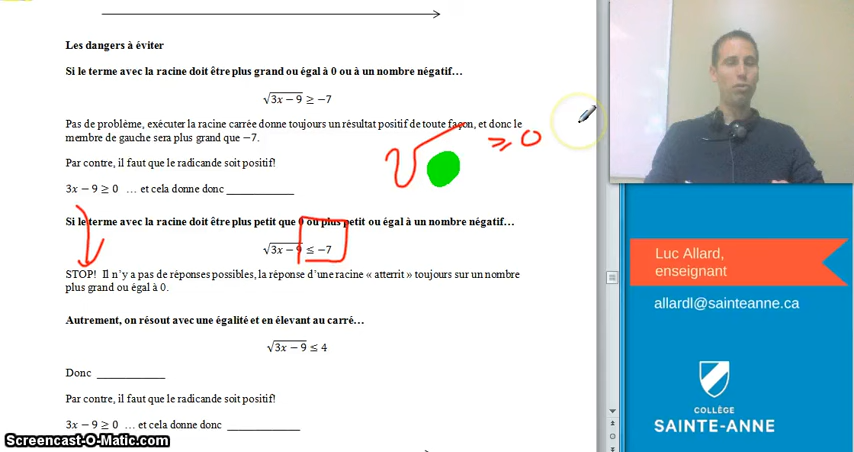 Les dangers à éviter
Si le terme avec la racine doit être plus grand ou égal à 0 ou à un nombre négatif…
√3x − 9 ≥ −7
Pas de problème, exécuter la racine carrée donne toujours un résultat positif de toute façon, et donc le
membre de gauche sera plus grand que −7.
√ ≥ 0
Par contre, il faut que le radicande soit positif!
3x − 9 ≥ 0 … et cela donne donc ____________
Si le terme avec la racine doit être plus petit que 0 ou plus petit ou égal à un nombre négatif…
√3x − 9 ≤ −7
STOP! Il n'y a pas de réponses possibles, la réponse d'une racine « atterrit » toujours sur un nombre
plus grand ou égal à 0.
Autrement, on résout avec une égalité et en élevant au carré…
√3x − 9 ≤ 4
Donc ____________
Par contre, il faut que le radicande soit positif!
3x − 9 ≥ 0 … et cela donne donc ____________
Screencast-O-Matic.com
Luc Allard,
enseignant
allardl@sainteanne.ca
COLLÈGE
SAINTE-ANNE